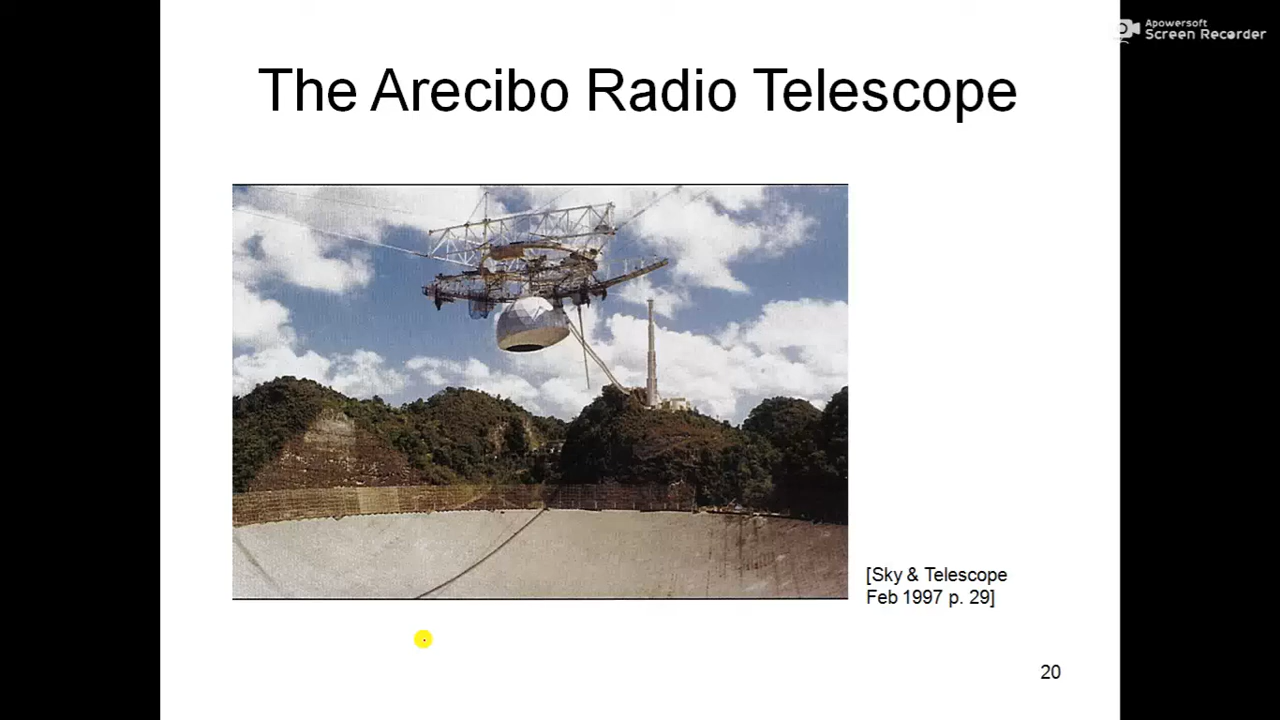 Apowersoft
Screen Recorder
The Arecibo Radio Telescope
[Sky & Telescope
Feb 1997 p. 29]
20